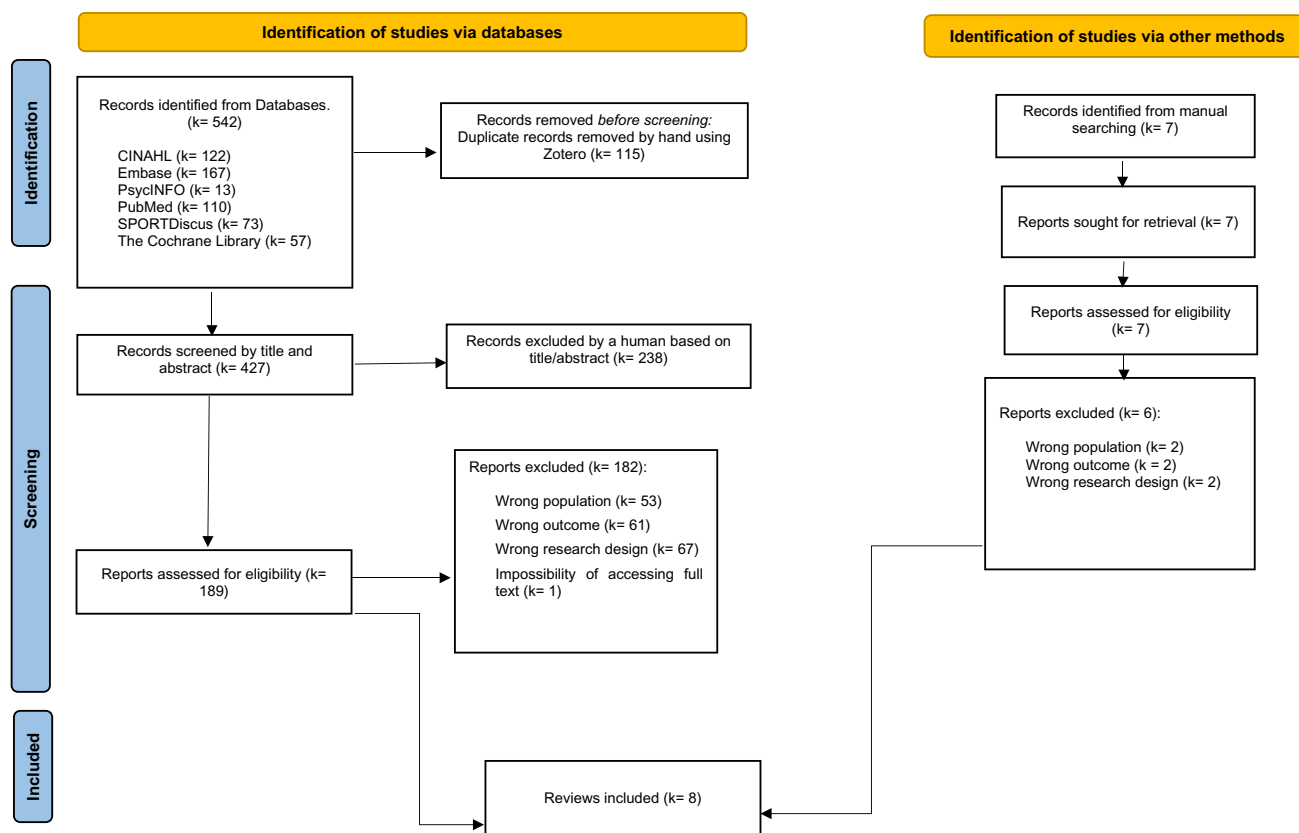 Identification of studies via databases
Identification of studies via other methods
Identification
Records identified from Databases.
(k= 542)
CINAHL (k= 122)
Embase (k= 167)
PsycINFO (k= 13)
PubMed (k= 110)
SPORTDiscus (k= 73)
The Cochrane Library (k= 57)
Records removed before screening:
Duplicate records removed by hand using
Zotero (k= 115)
Records identified from manual
searching (k= 7)
Reports sought for retrieval (k= 7)
Screening
Records screened by title and
abstract (k= 427)
Records excluded by a human based on
title/abstract (k= 238)
Reports assessed for eligibility
(k= 7)
Reports assessed for eligibility (k=
189)
Reports excluded (k= 182):
Wrong population (k= 53)
Wrong outcome (k= 61)
Wrong research design (k= 67)
Impossibility of accessing full
text (k= 1)
Reports excluded (k= 6):
Wrong population (k= 2)
Wrong outcome (k = 2)
Wrong research design (k= 2)
Included
Reviews included (k= 8)